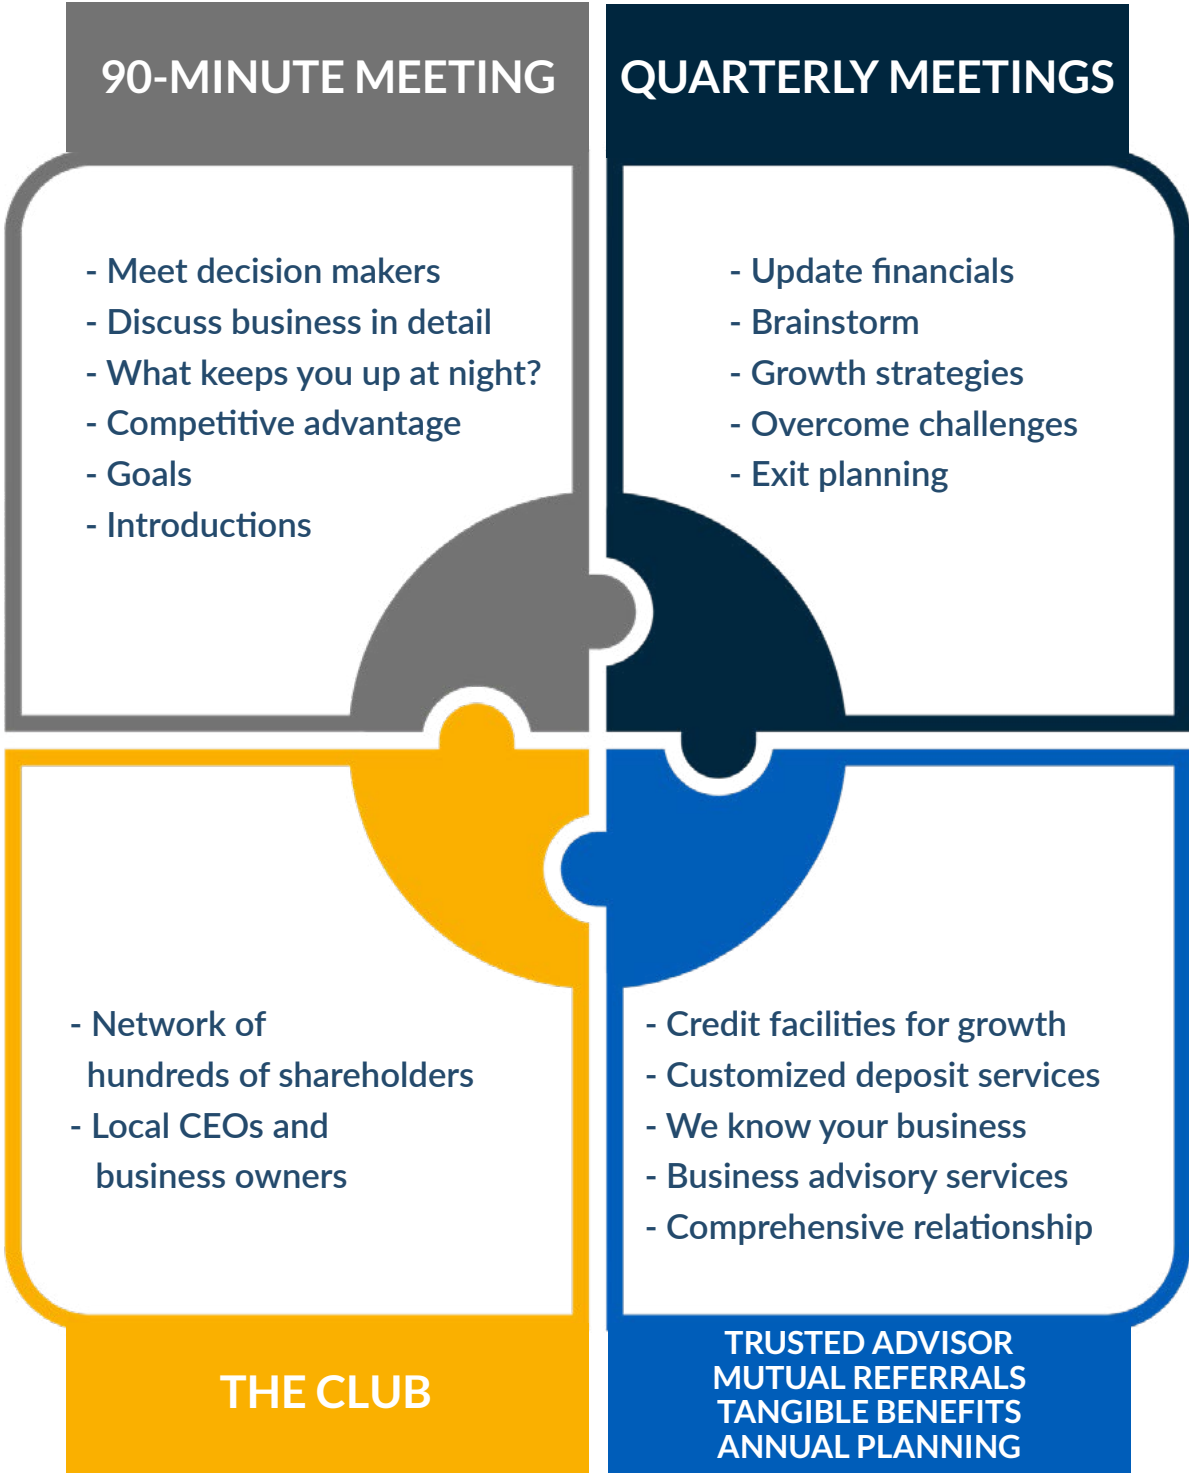 90-MINUTE MEETING
- Meet decision makers
- Discuss business in detail
- What keeps you up at night?
- Competitive advantage
- Goals
- Introductions
QUARTERLY MEETINGS
- Update financials
- Brainstorm
- Growth strategies
- Overcome challenges
- Exit planning
- Network of
hundreds of shareholders
- Local CEOs and
business owners
THE CLUB
- Credit facilities for growth
- Customized deposit services
- We know your business
- Business advisory services
- Comprehensive relationship
TRUSTED ADVISOR
MUTUAL REFERRALS
TANGIBLE BENEFITS
ANNUAL PLANNING